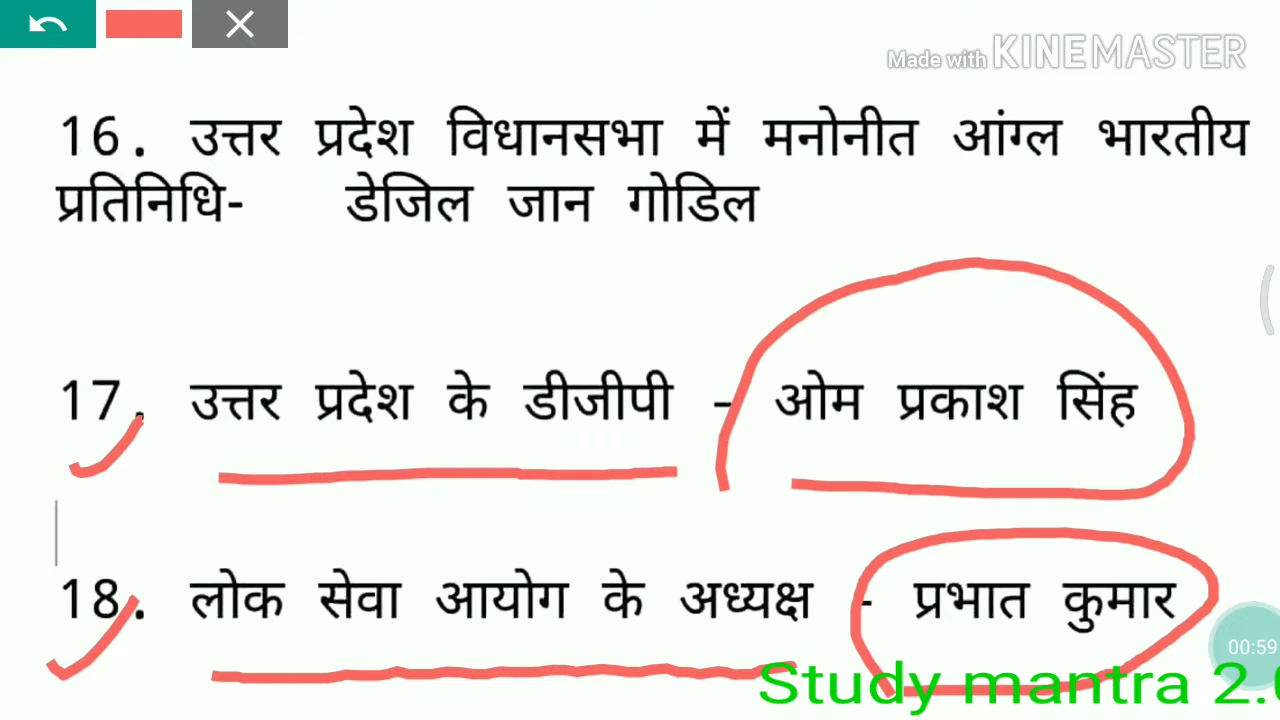 Made with KINEMASTER
16. उत्तर प्रदेश विधानसभा में मनोनीत आंग्ल भारतीय
प्रतिनिधि- डेजिल जान गोडिल
17. उत्तर प्रदेश के डीजीपी - ओम प्रकाश सिंह
18. लोक सेवा आयोग के अध्यक्ष - प्रभात कुमार
00:59
Study mantra 2.